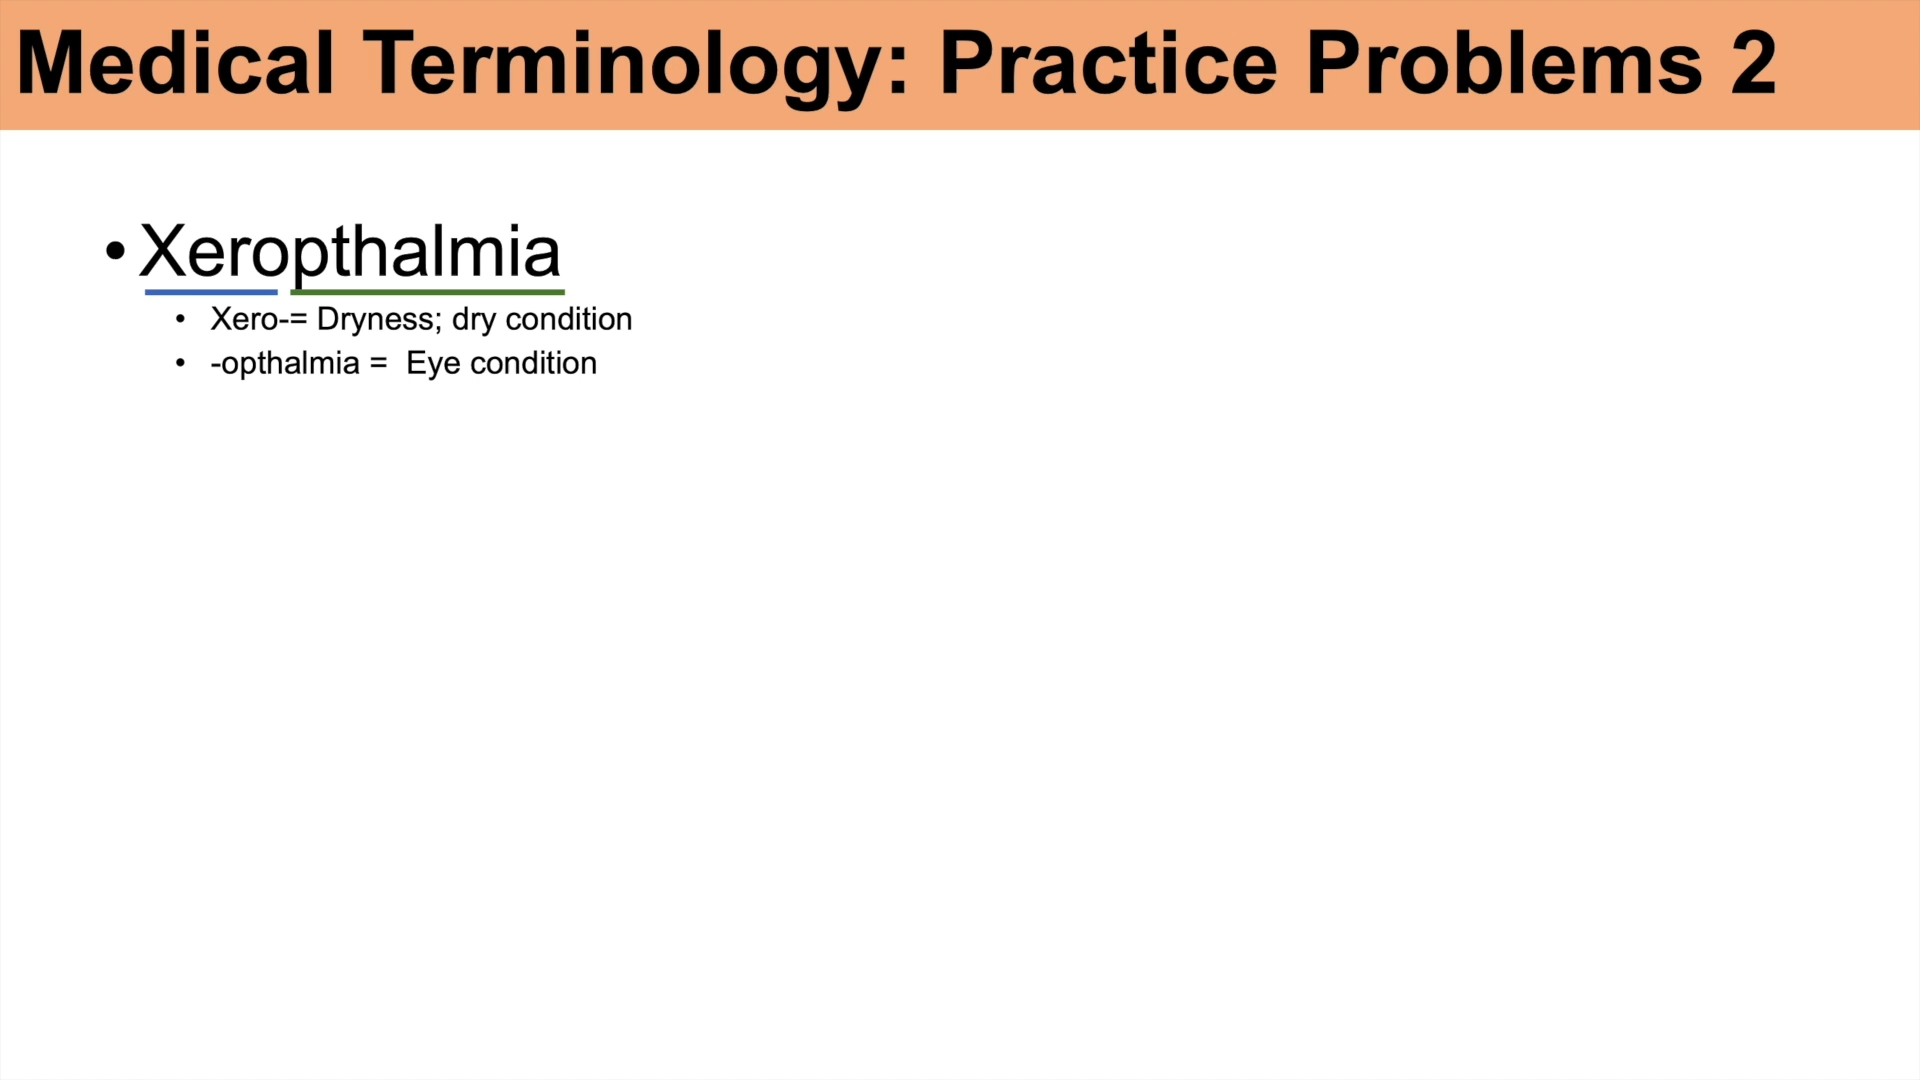 Medical Terminology: Practice Problems 2
• Xeropthalmia
• Xero-= Dryness; dry condition
• -opthalmia = Eye condition